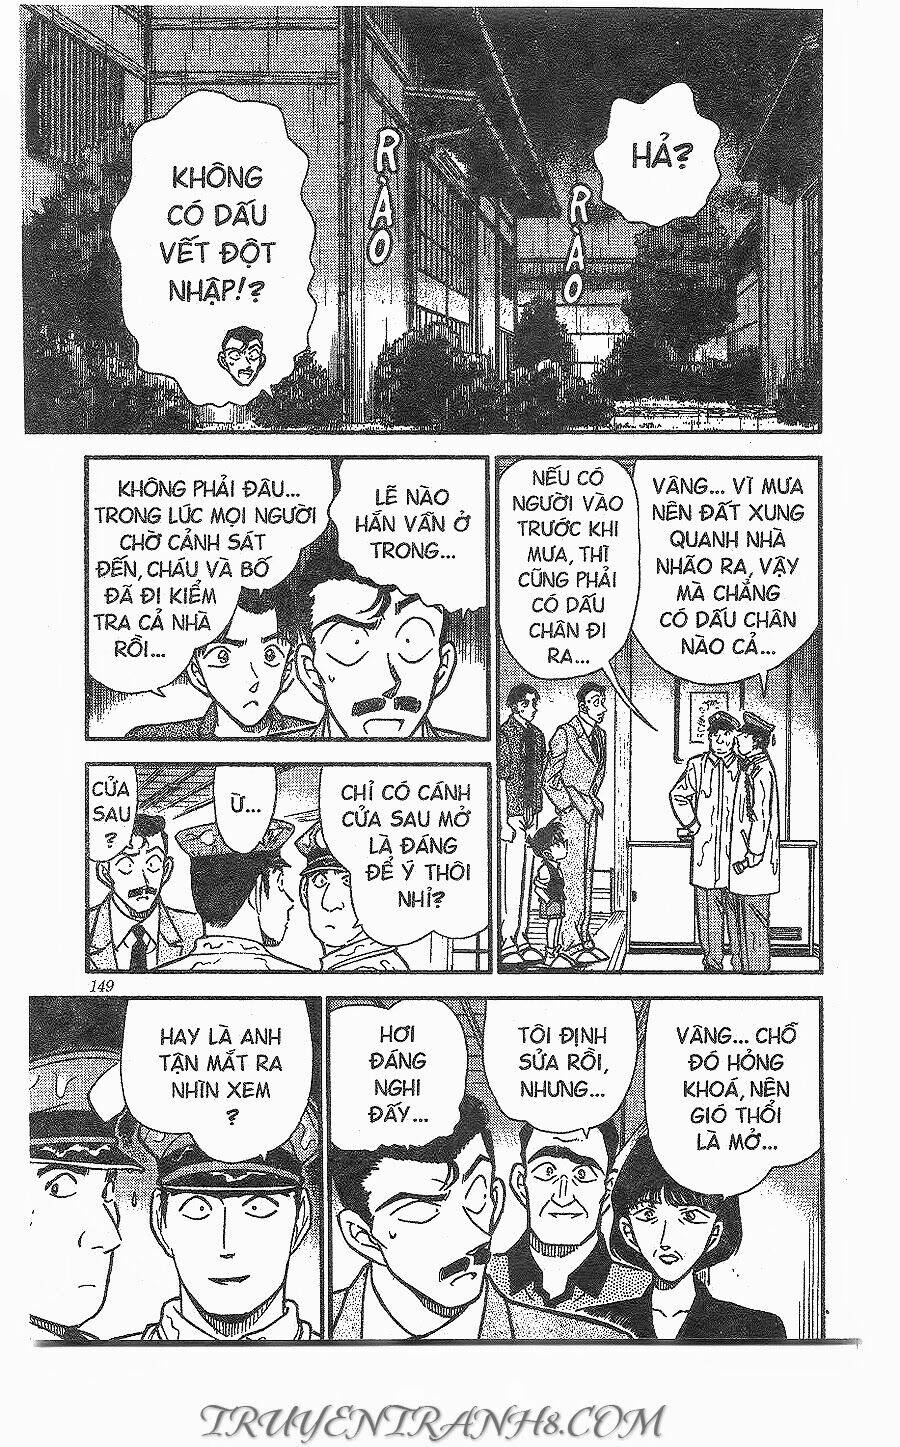 HẢ?
KHÔNG
CÓ DẤU
VẾT ĐỘT
NHẬP!?
RÀO
RÀO
VÂNG... VÌ MƯA
NÊN ĐẤT XUNG
QUANH NHÀ
NHÃO RA, VẬY
MÀ CHẲNG
CÓ DẤU CHÂN
NÀO CẢ...
NẾU CÓ
NGƯỜI VÀO
TRƯỚC KHI
MƯA, THÌ
CŨNG PHẢI
CÓ DẤU
CHÂN ĐI
RA...
LẼ NÀO
HẮN VẪN Ở
TRONG...
KHÔNG PHẢI ĐÂU...
TRONG LÚC MỌI NGƯỜI
CHỜ CẢNH SÁT
ĐẾN, CHÁU VÀ BỐ
ĐÃ ĐI KIỂM
TRA CẢ NHÀ
RỒI...
CHỈ CÓ CÁNH
CỬA SAU MỞ
LÀ ĐÁNG
ĐỂ Ý THÔI
NHỈ?
Ừ...
CỬA
SAU
?
149
VÂNG... CHỖ
ĐÓ HỎNG
KHOÁ, NÊN
GIÓ THỔI
LÀ MỞ...
TÔI ĐỊNH
SỬA RỒI,
NHƯNG...
HƠI
ĐÁNG
NGHI
ĐẤY...
HAY LÀ ANH
TẬN MẮT RA
NHÌN XEM
?
TRUYENTRANH8.COM